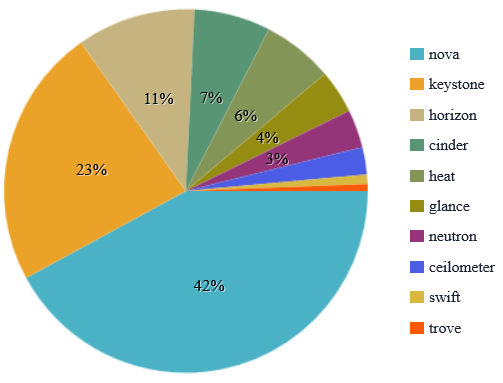 nova
keystone
horizon
cinder
heat
glance
neutron
ceilometer
swift
trove
11%
7%
6%
4%
3%
23%
42%